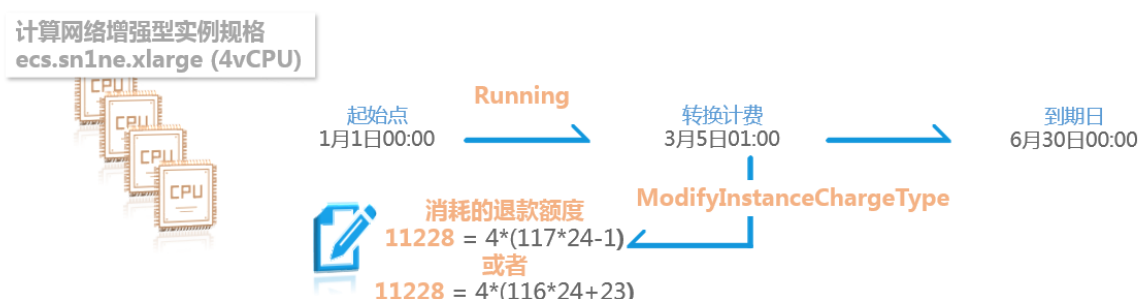 计算网络增强型实例规格
ecs.sn1ne.xlarge (4vCPU)
CPU
CPU
CPU
CPU
起始点
1月1日00:00
Running
转换计费
3月5日01:00
到期日
6月30日00:00
ModifyInstanceChargeType
消耗的退款额度
11228 = 4*(117*24-1)
或者
11228 = 4*(116*24+23)